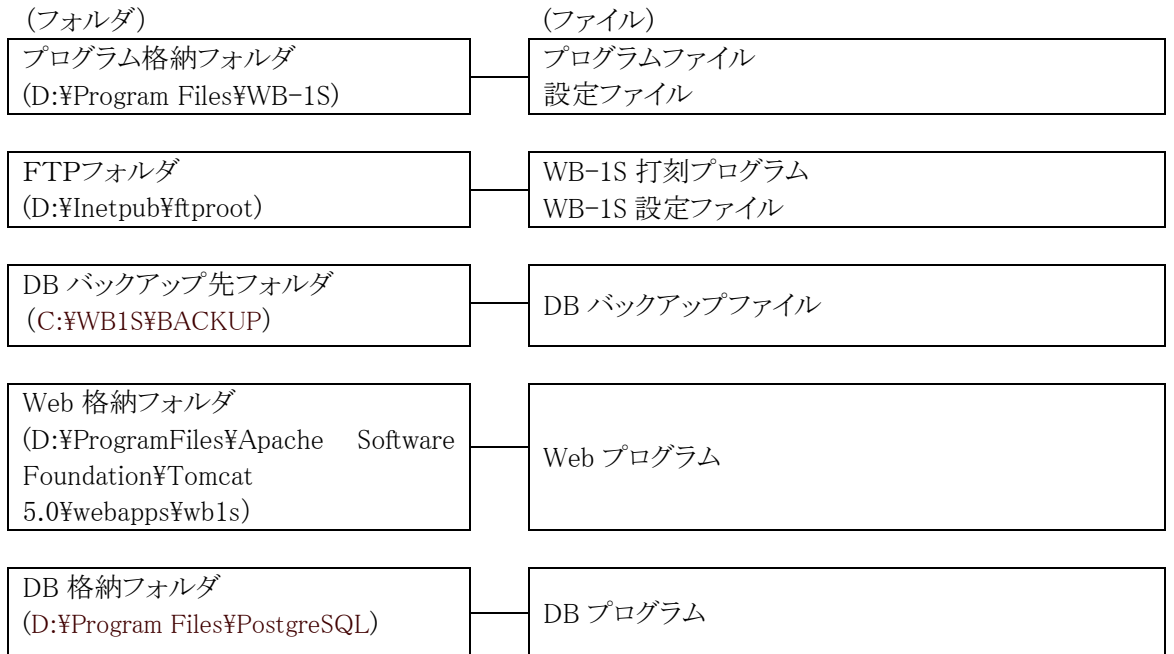 (フォルダ)
(ファイル)
プログラム格納フォルダ
(D:¥Program Files¥WB-1S)
プログラムファイル
設定ファイル
FTPフォルダ
(D:¥Inetpub¥ftproot)
WB-1S 打刻プログラム
WB-1S 設定ファイル
DB バックアップ先フォルダ
(C:¥WB1S¥BACKUP)
DB バックアップファイル
Web 格納フォルダ
(D:¥ProgramFiles¥Apache Software
Foundation¥Tomcat
5.0¥webapps¥wb1s)
Web プログラム
DB 格納フォルダ
(D:¥Program Files¥PostgreSQL)
DB プログラム